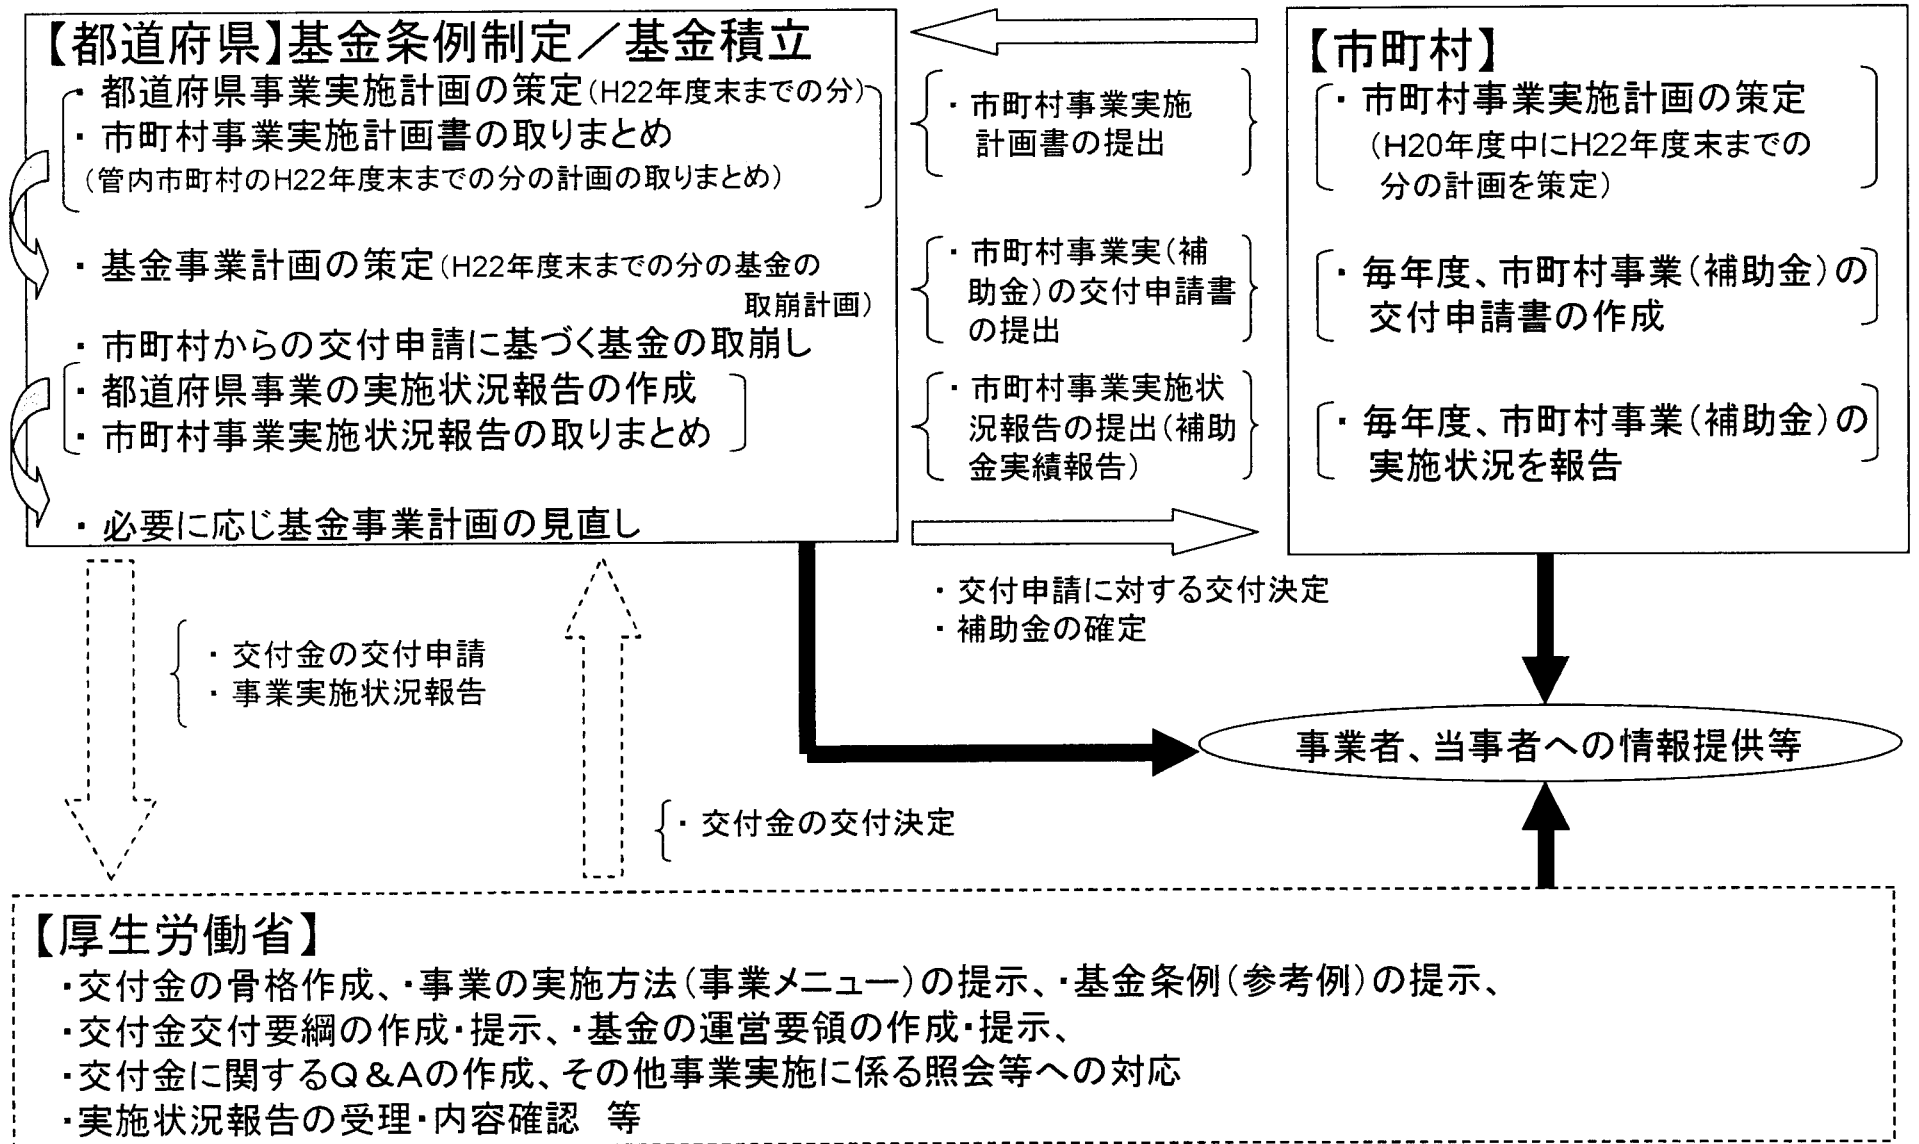 【都道府県】基金条例制定／基金積立
・都道府県事業実施計画の策定（H22年度末までの分）
・市町村事業実施計画書の取りまとめ
（管内市町村のH22年度末までの分の計画の取りまとめ）
・基金事業計画の策定（H22年度末までの分の基金の
取崩計画）
・市町村からの交付申請に基づく基金の取崩し
・都道府県事業の実施状況報告の作成
・市町村事業実施状況報告の取りまとめ
・必要に応じ基金事業計画の見直し
・市町村事業実施
計画書の提出
・市町村事業実（補
助金）の交付申請書
の提出
・市町村事業実施状
況報告の提出（補助
金実績報告）
・交付申請に対する交付決定
・補助金の確定
【市町村】
・市町村事業実施計画の策定
（H20年度中にH22年度末までの
分の計画を策定）
・毎年度、市町村事業（補助金）の
交付申請書の作成
・毎年度、市町村事業（補助金）の
実施状況を報告
・交付金の交付申請
・事業実施状況報告
・交付金の交付決定
事業者、当事者への情報提供等
【厚生労働省】
・交付金の骨格作成、・事業の実施方法（事業メニュー）の提示、・基金条例（参考例）の提示、
・交付金交付要綱の作成・提示、・基金の運営要領の作成・提示、
・交付金に関するQ＆Aの作成、その他事業実施に係る照会等への対応
・実施状況報告の受理・内容確認　等